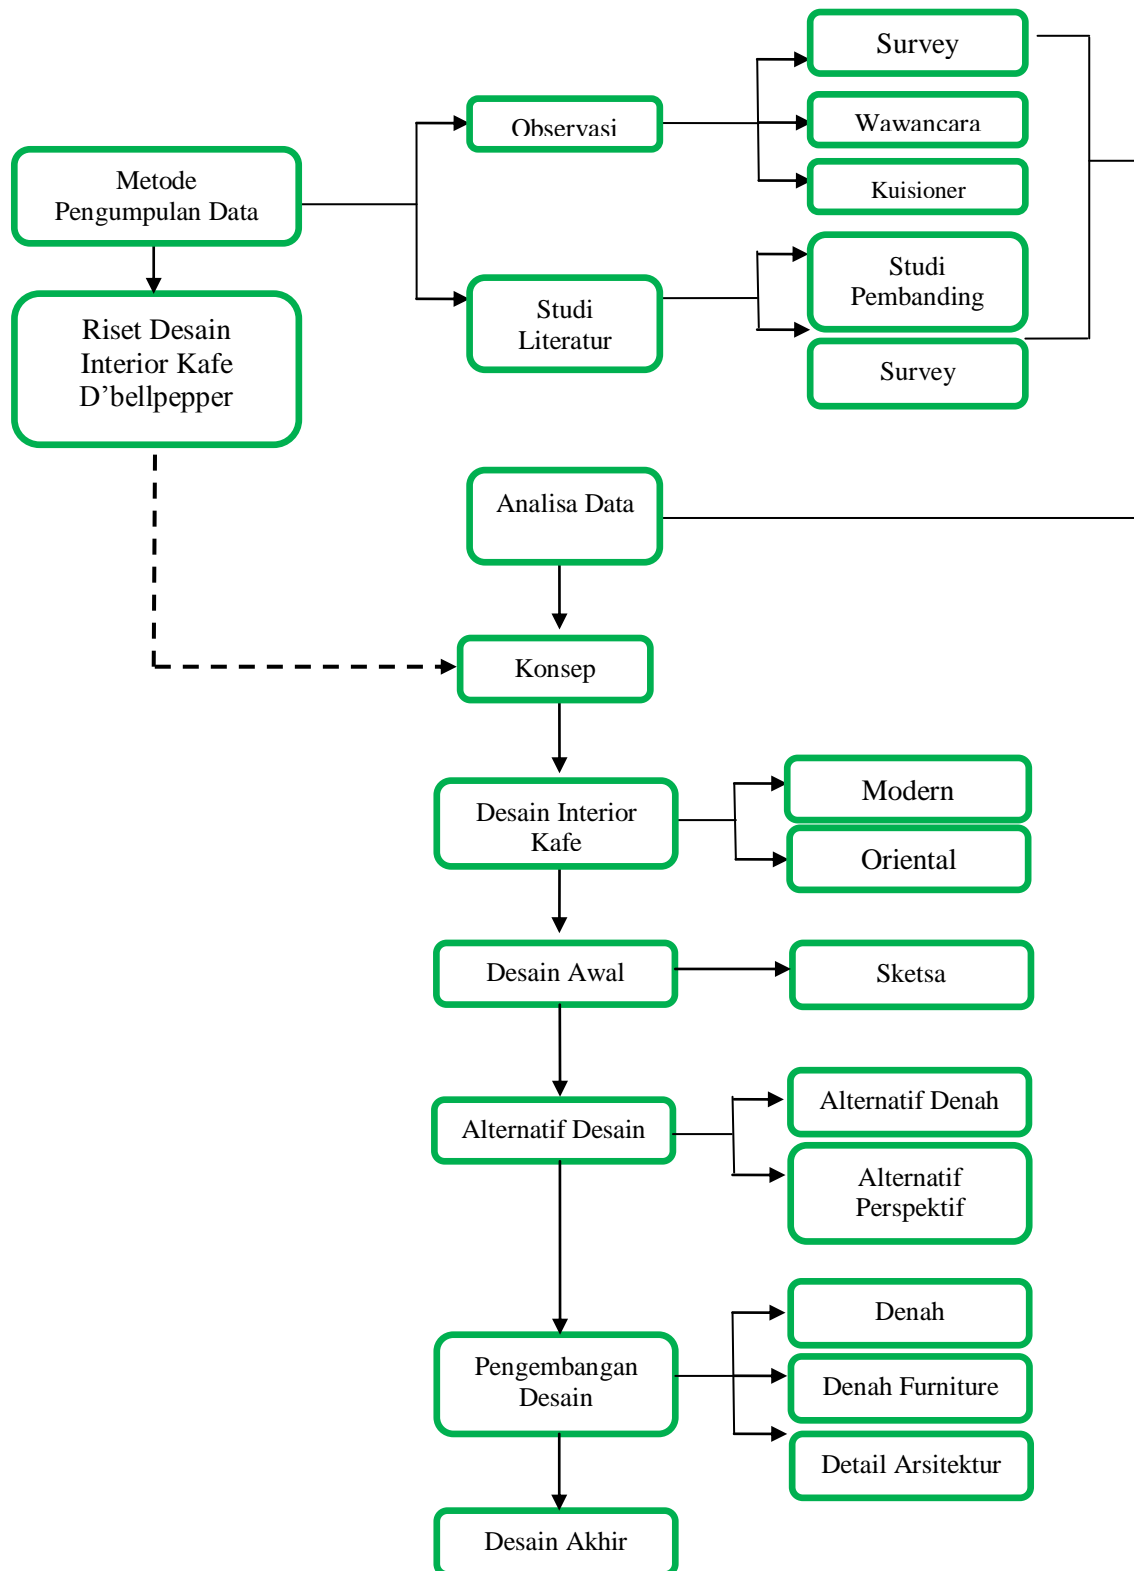 Survey
Observasi
Wawancara
Metode
Pengumpulan Data
Kuisioner
Studi
Pembanding
Studi
Literatur
Riset Desain
Interior Kafe
D’bellpepper
Survey
Analisa Data
Konsep
Desain Interior
Kafe
Modern
Oriental
Desain Awal
Sketsa
Alternatif Desain
Alternatif Denah
Alternatif
Perspektif
Pengembangan
Desain
Denah
Denah Furniture
Detail Arsitektur
Desain Akhir